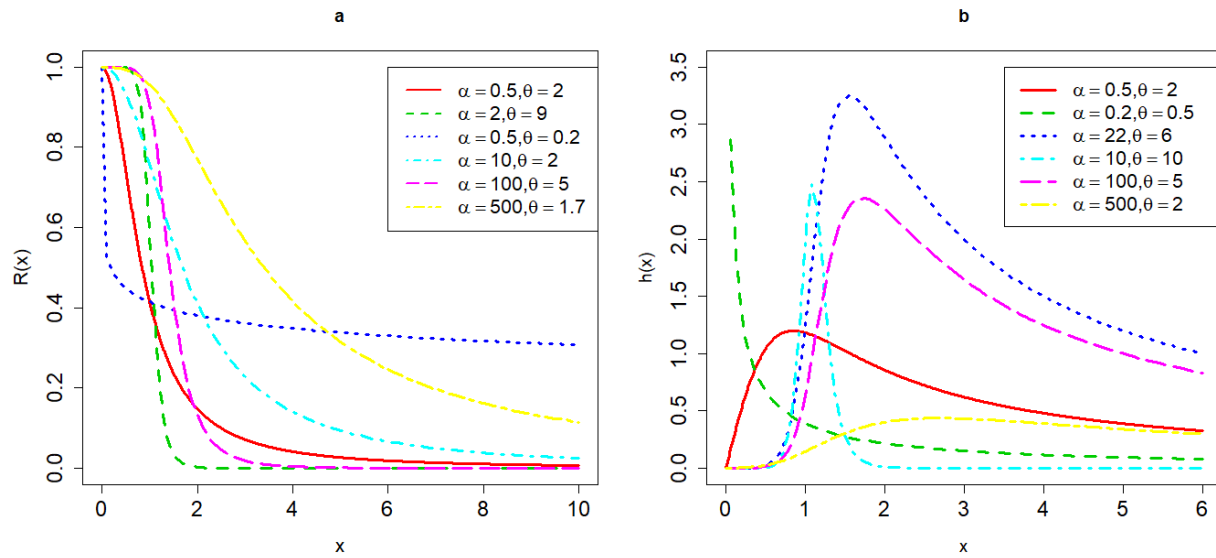 a
R(x)
1.0
0.8
0.6
0.4
0.2
0.0
0 2 4 6 8 10
x
α = 0.5,θ = 2
α = 2,θ = 9
α = 0.5,θ = 0.2
α = 10,θ = 2
α = 100,θ = 5
α = 500,θ = 1.7
b
h(x)
3.5
3.0
2.5
2.0
1.5
1.0
0.5
0.0
0 1 2 3 4 5 6
x
α = 0.5,θ = 2
α = 0.2,θ = 0.5
α = 22,θ = 6
α = 10,θ = 10
α = 100,θ = 5
α = 500,θ = 2